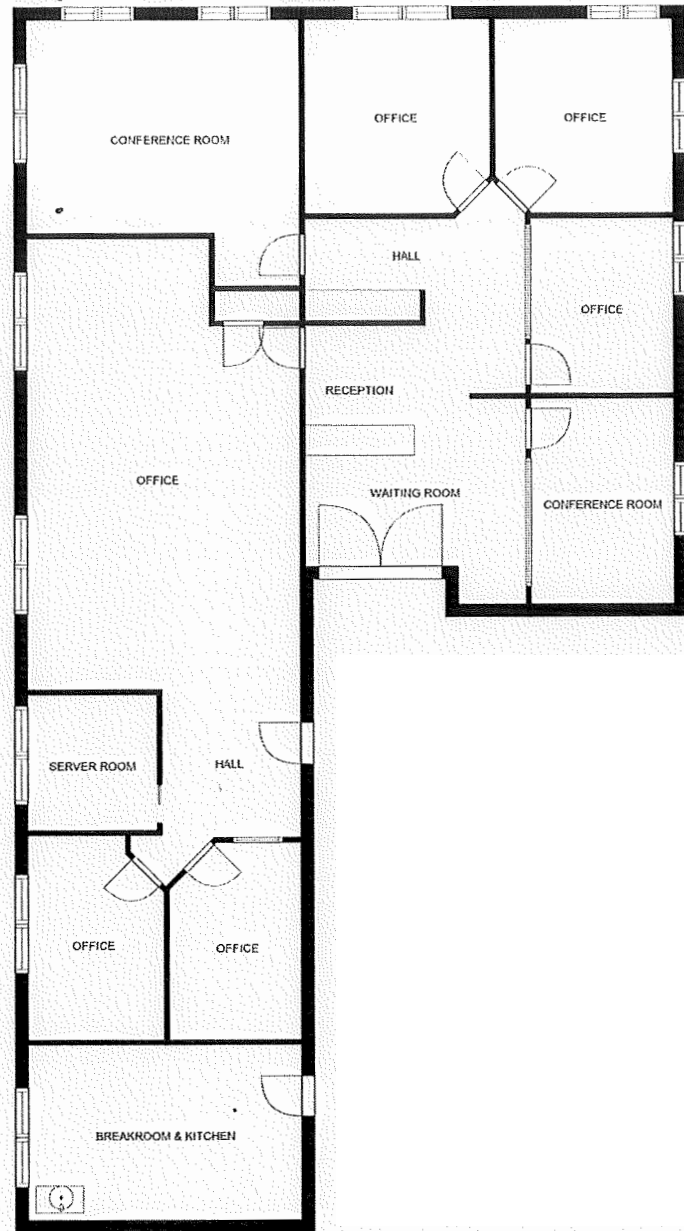 CONFERENCE ROOM
OFFICE
OFFICE
HALL
OFFICE
RECEPTION
OFFICE
WAITING ROOM
CONFERENCE ROOM
SERVER ROOM
HALL
OFFICE
OFFICE
BREAKROOM & KITCHEN